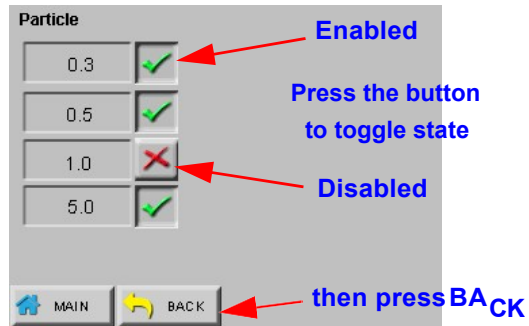 Particle
Enabled
0.3
Press the button
0.5
to toggle state
1.0
Disabled
5.0
MAIN
BACK
then press BACK